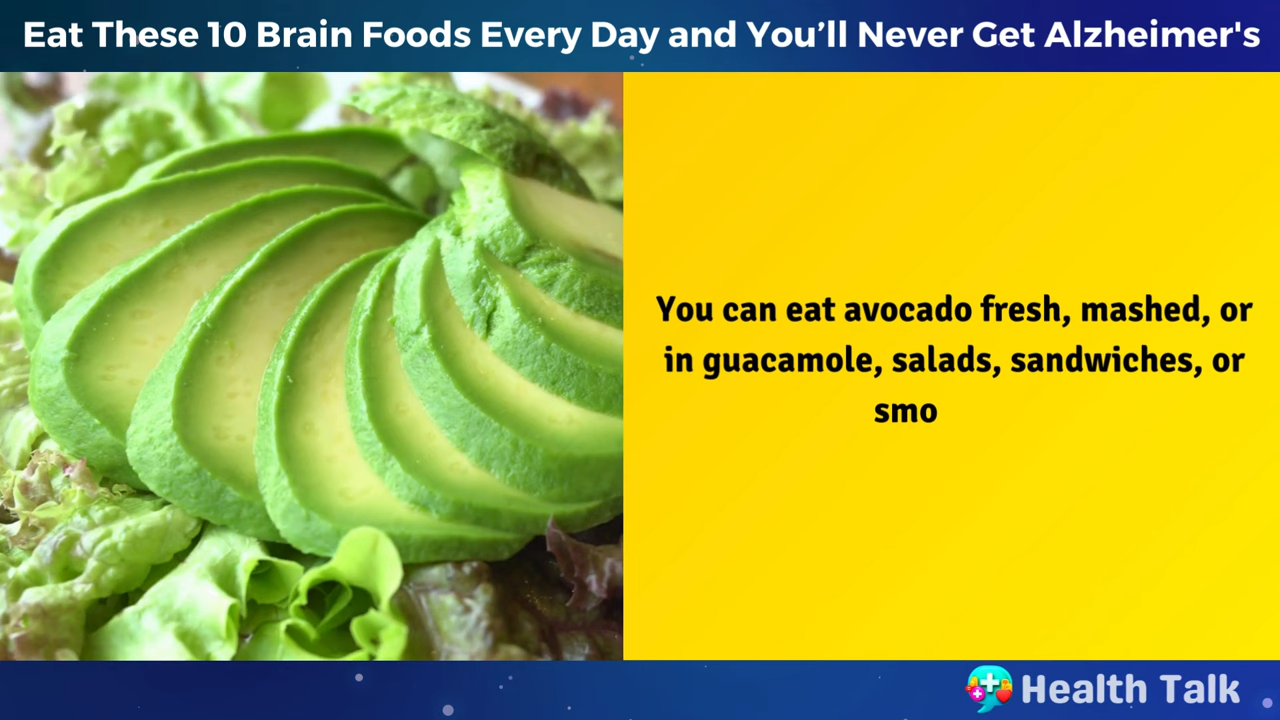 Eat These 10 Brain Foods Every Day and You’ll Never Get Alzheimer's
You can eat avocado fresh, mashed, or
in guacamole, salads, sandwiches, or
smo
Health Talk